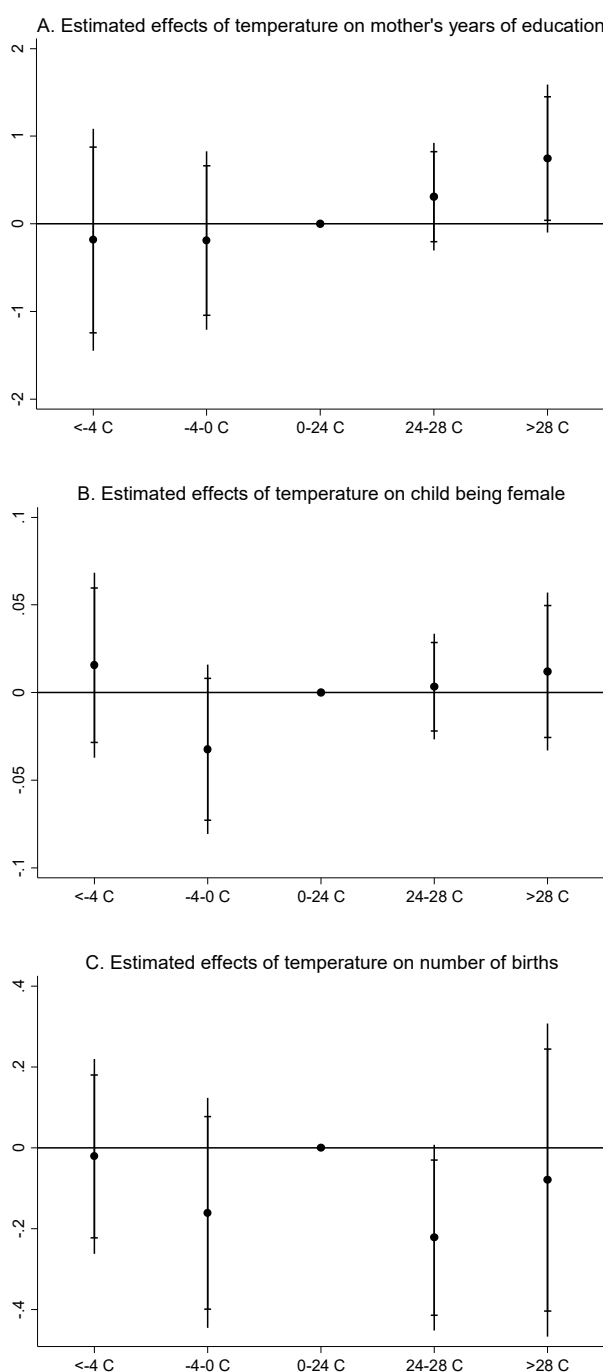 A. Estimated effects of temperature on mother's years of education
2
1
0
-1
-2
<-4 C -4-0 C 0-24 C 24-28 C >28 C
B. Estimated effects of temperature on child being female
.1
.05
0
-.05
-.1
<-4 C -4-0 C 0-24 C 24-28 C >28 C
C. Estimated effects of temperature on number of births
.4
.2
0
-.2
-.4
<-4 C -4-0 C 0-24 C 24-28 C >28 C